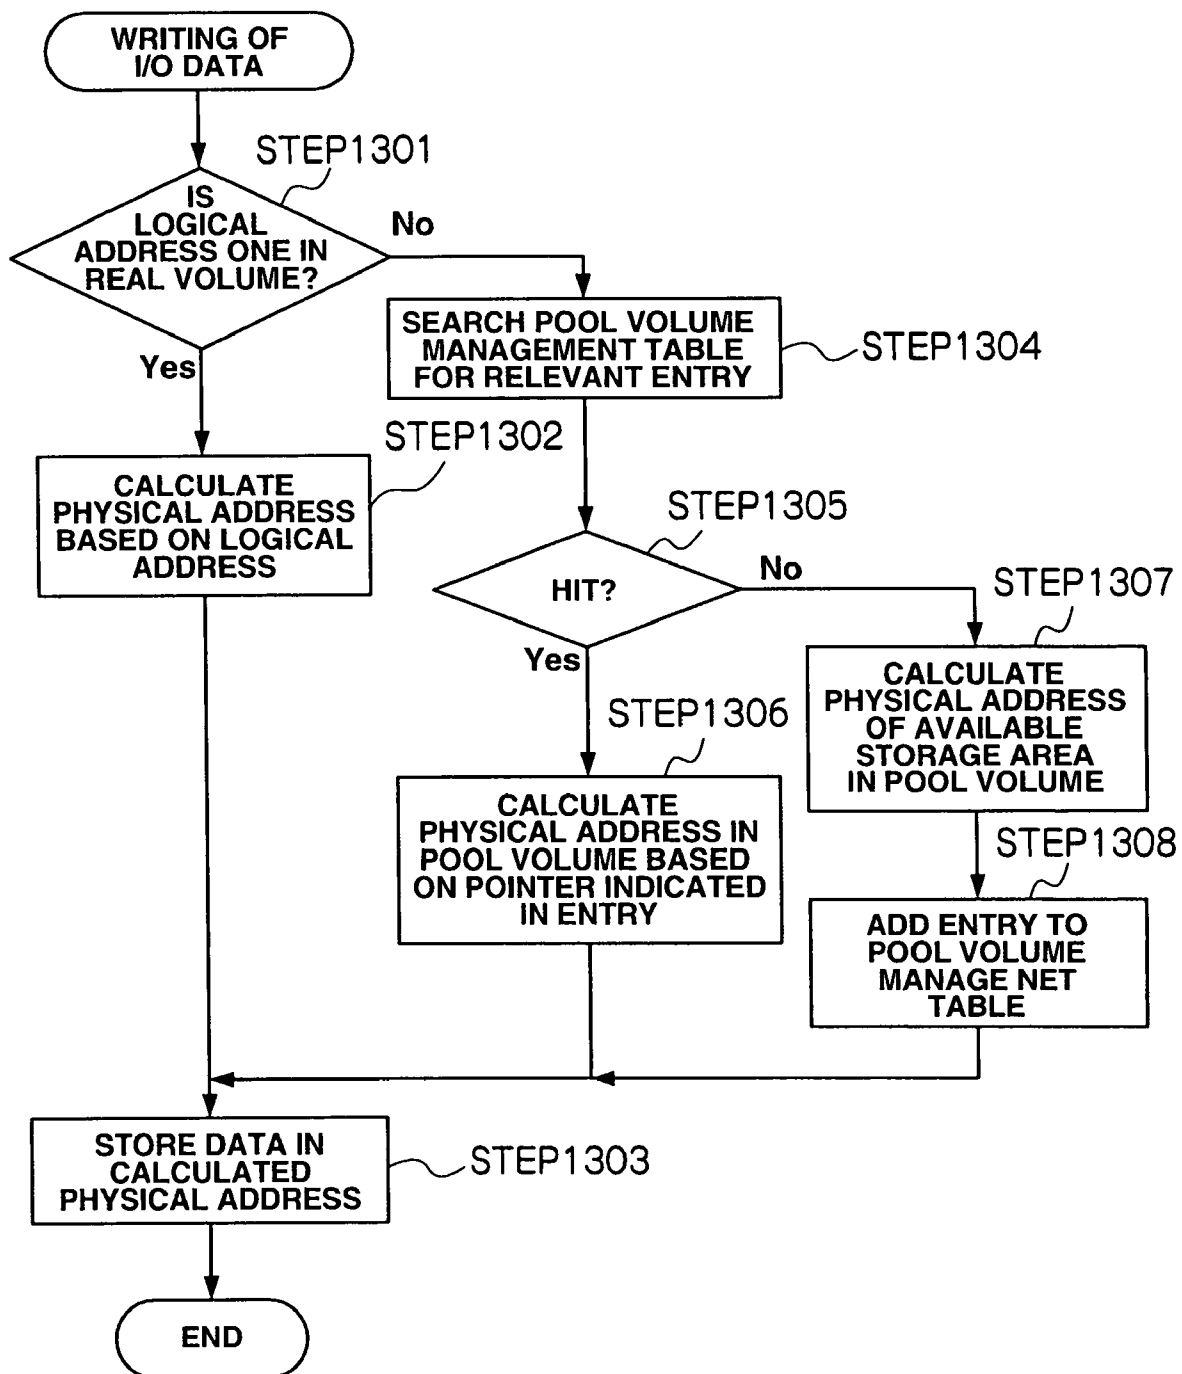 WRITING OF
I/O DATA
STEP1301
IS
LOGICAL
ADDRESS ONE IN
REAL VOLUME?
No
Yes
SEARCH POOL VOLUME
MANAGEMENT TABLE
FOR RELEVANT ENTRY
STEP1304
STEP1302
CALCULATE
PHYSICAL ADDRESS
BASED ON LOGICAL
ADDRESS
STEP1305
HIT?
No
Yes
STEP1307
CALCULATE
PHYSICAL ADDRESS
OF AVAILABLE
STORAGE AREA
IN POOL VOLUME
STEP1306
CALCULATE
PHYSICAL ADDRESS IN
POOL VOLUME BASED
ON POINTER INDICATED
IN ENTRY
STEP1308
ADD ENTRY TO
POOL VOLUME
MANAGE NET
TABLE
STORE DATA IN
CALCULATED
PHYSICAL ADDRESS
STEP1303
END